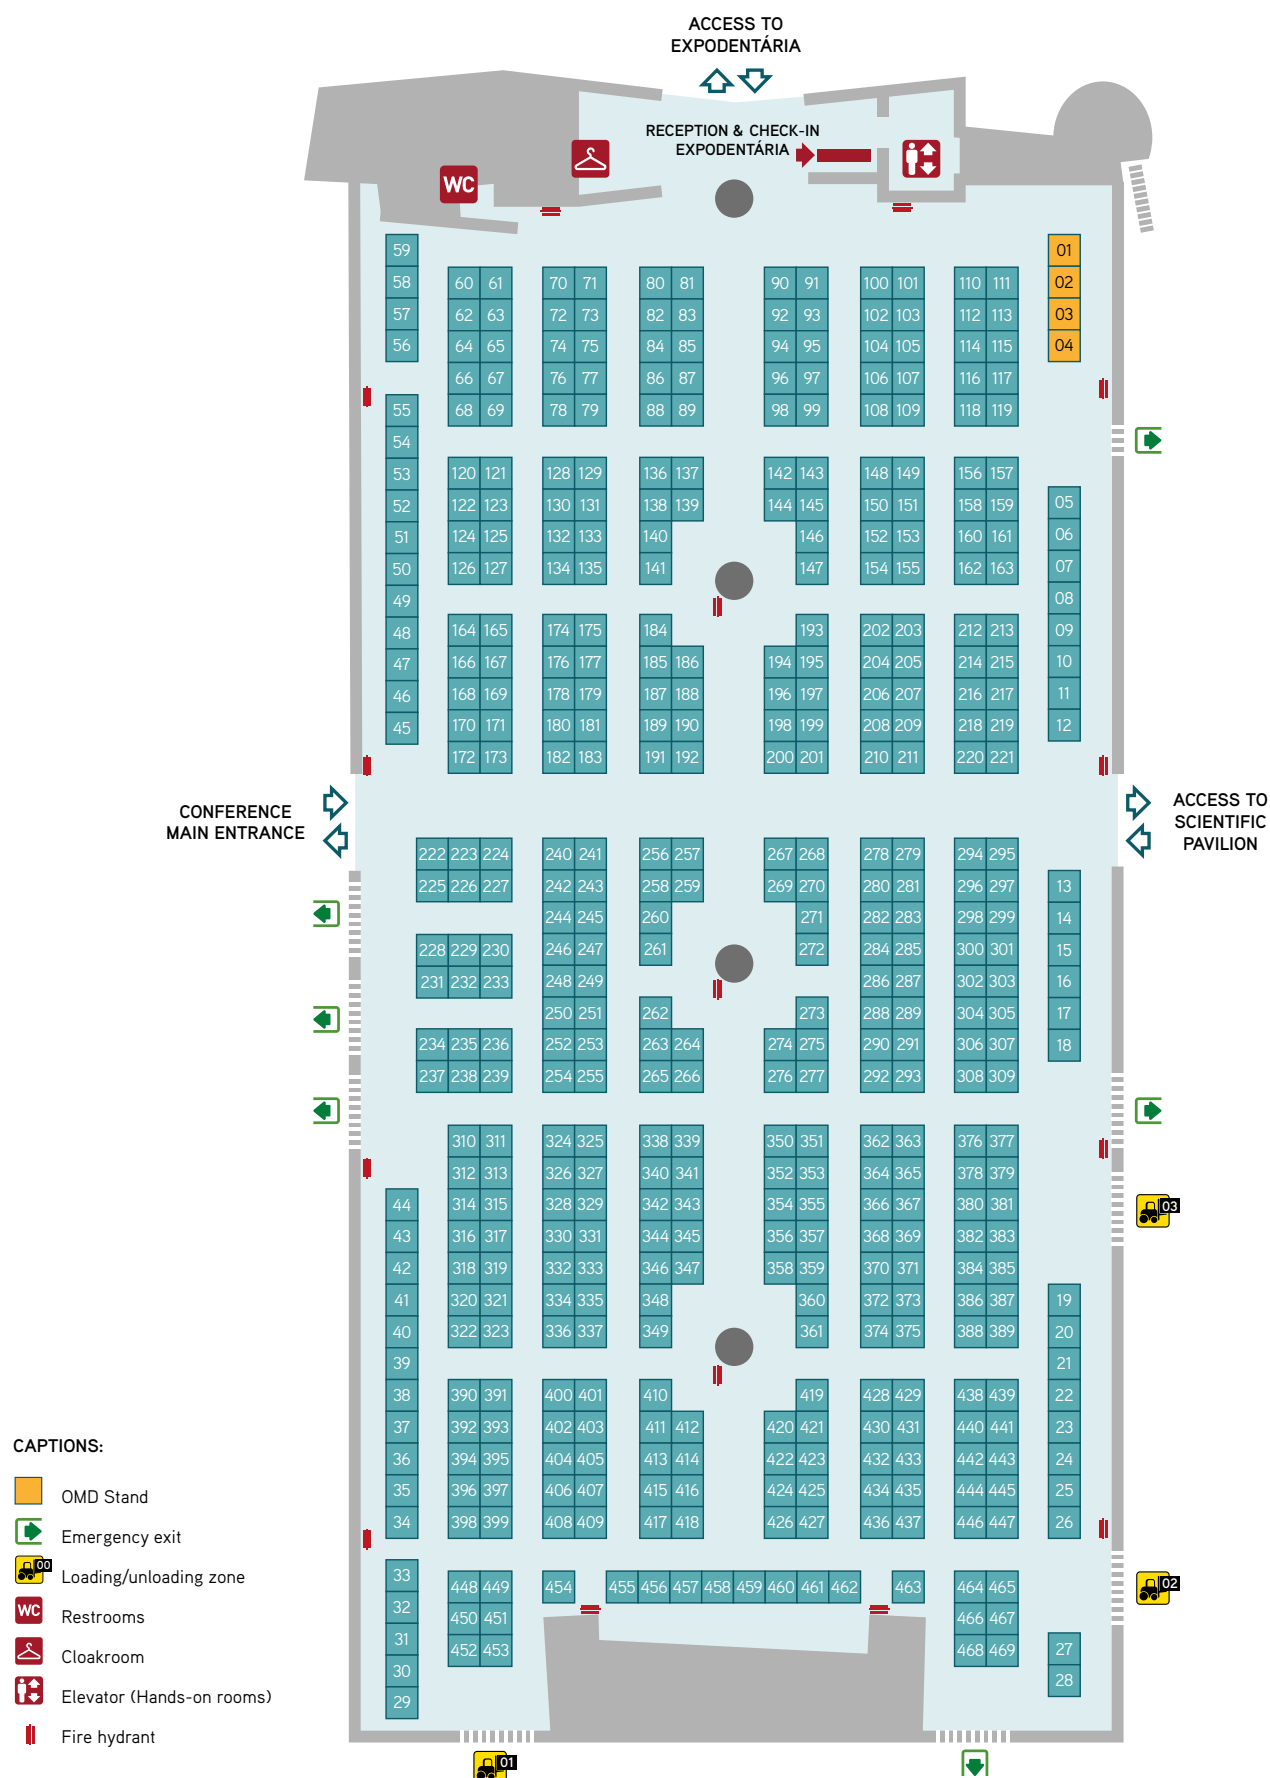 ACCESS TO
EXPODENTÁRIA
RECEPTION & CHECK-IN
EXPODENTÁRIA
WC
59 01
58 60 61 70 71 80 81 90 91 100 101 110 111 02
57 62 63 72 73 82 83 92 93 102 103 112 113 03
56 64 65 74 75 84 85 94 95 104 105 114 115 04
66 67 76 77 86 87 96 97 106 107 116 117
55 68 69 78 79 88 89 98 99 108 109 118 119
54
53 120 121 128 129 136 137 142 143 148 149 156 157
52 122 123 130 131 138 139 144 145 150 151 158 159 05
51 124 125 132 133 140 146 152 153 160 161 06
50 126 127 134 135 141 147 154 155 162 163 07
49 08
48 164 165 174 175 184 193 202 203 212 213 09
47 166 167 176 177 185 186 194 195 204 205 214 215 10
46 168 169 178 179 187 188 196 197 206 207 216 217 11
45 170 171 180 181 189 190 198 199 208 209 218 219 12
172 173 182 183 191 192 200 201 210 211 220 221
CONFERENCE
MAIN ENTRANCE
ACCESS TO
SCIENTIFIC
PAVILION
222 223 224 240 241 256 257 267 268 278 279 294 295
225 226 227 242 243 258 259 269 270 280 281 296 297 13
244 245 260 271 282 283 298 299 14
228 229 230 246 247 261 272 284 285 300 301 15
231 232 233 248 249 286 287 302 303 16
250 251 262 273 288 289 304 305 17
234 235 236 252 253 263 264 274 275 290 291 306 307 18
237 238 239 254 255 265 266 276 277 292 293 308 309
310 311 324 325 338 339 350 351 362 363 376 377
312 313 326 327 340 341 352 353 364 365 378 379
44 314 315 328 329 342 343 354 355 366 367 380 381 03
43 316 317 330 331 344 345 356 357 368 369 382 383
42 318 319 332 333 346 347 358 359 370 371 384 385
41 320 321 334 335 348 360 372 373 386 387 19
40 322 323 336 337 349 361 374 375 388 389 20
39 21
38 390 391 400 401 410 419 428 429 438 439 22
37 392 393 402 403 411 412 420 421 430 431 440 441 23
36 394 395 404 405 413 414 422 423 432 433 442 443 24
35 396 397 406 407 415 416 424 425 434 435 444 445 25
34 398 399 408 409 417 418 426 427 436 437 446 447 26
33 448 449 454 455 456 457 458 459 460 461 462 463 464 465 02
32 450 451 466 467
31 452 453 468 469 27
30 28
29
01
CAPTIONS:
OMD Stand
Emergency exit
00 Loading/unloading zone
WC Restrooms
Cloakroom
Elevator (Hands-on rooms)
Fire hydrant